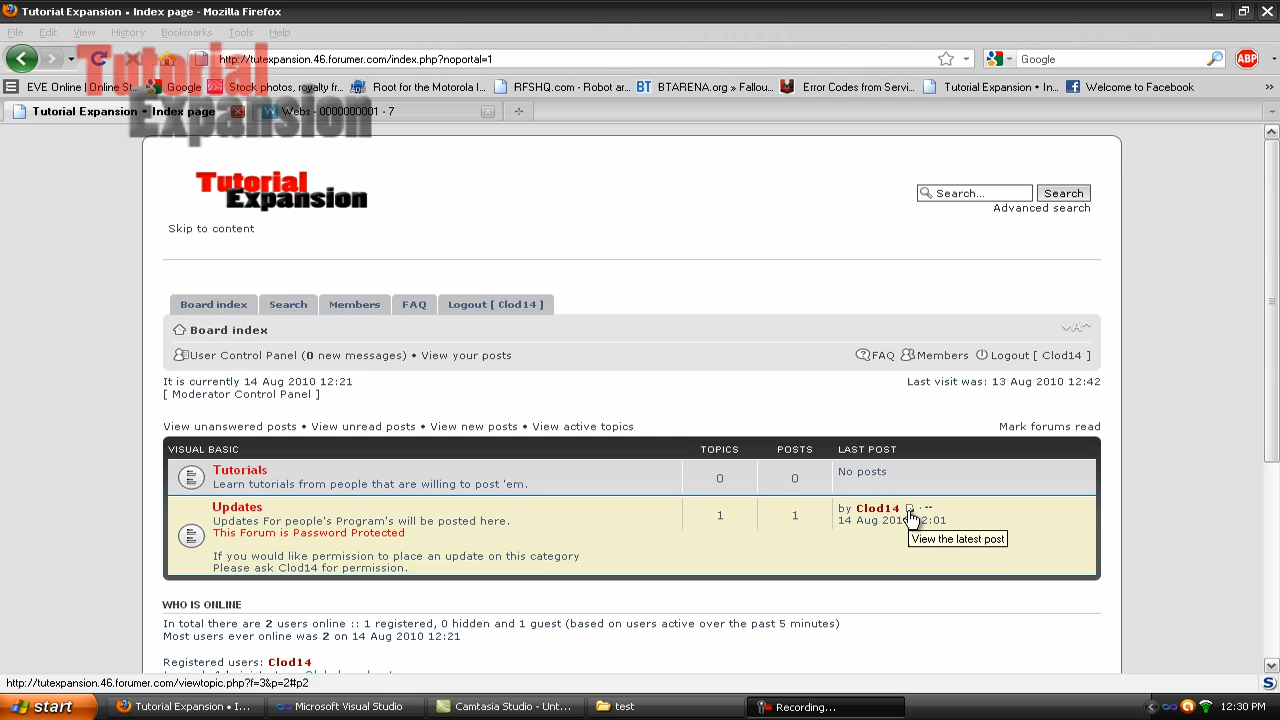 Tutorial Expansion • Index page - Mozilla Firefox
File Edit View History Bookmarks Tools Help
http://tutexpansion.46.forumer.com/index.php?noportal=1
Google
ABP
EVE Online | Online St... Google Stock photos, royalty fr... Root for the Motorola I... RFSHQ.com - Robot ar... BT BTARENA.org » Fallou... Error Codes from Servi... Tutorial Expansion • In... Welcome to Facebook »
Tutorial Expansion • Index page Webs - 0000000001 - 7
Tutorial
Expansion
Tutorial
Expansion
Search... Search
Advanced search
Skip to content
Board index Search Members FAQ Logout [ Clod14 ]
Board index
User Control Panel (0 new messages) • View your posts FAQ Members Logout [ Clod14 ]
It is currently 14 Aug 2010 12:21 Last visit was: 13 Aug 2010 12:42
[ Moderator Control Panel ]
View unanswered posts • View unread posts • View new posts • View active topics Mark forums read
VISUAL BASIC TOPICS POSTS LAST POST
Tutorials
Learn tutorials from people that are willing to post 'em. 0 0 No posts
Updates
Updates For people's Program's will be posted here.
This Forum is Password Protected
If you would like permission to place an update on this category
Please ask Clod14 for permission.
1 1 by Clod14
14 Aug 2:01
View the latest post
WHO IS ONLINE
In total there are 2 users online :: 1 registered, 0 hidden and 1 guest (based on users active over the past 5 minutes)
Most users ever online was 2 on 14 Aug 2010 12:21
Registered users: Clod14
http://tutexpansion.46.forumer.com/viewtopic.php?f=3&p=2#p2
start Tutorial Expansion • I... Microsoft Visual Studio Camtasia Studio - Unt... test Recording... 12:30 PM